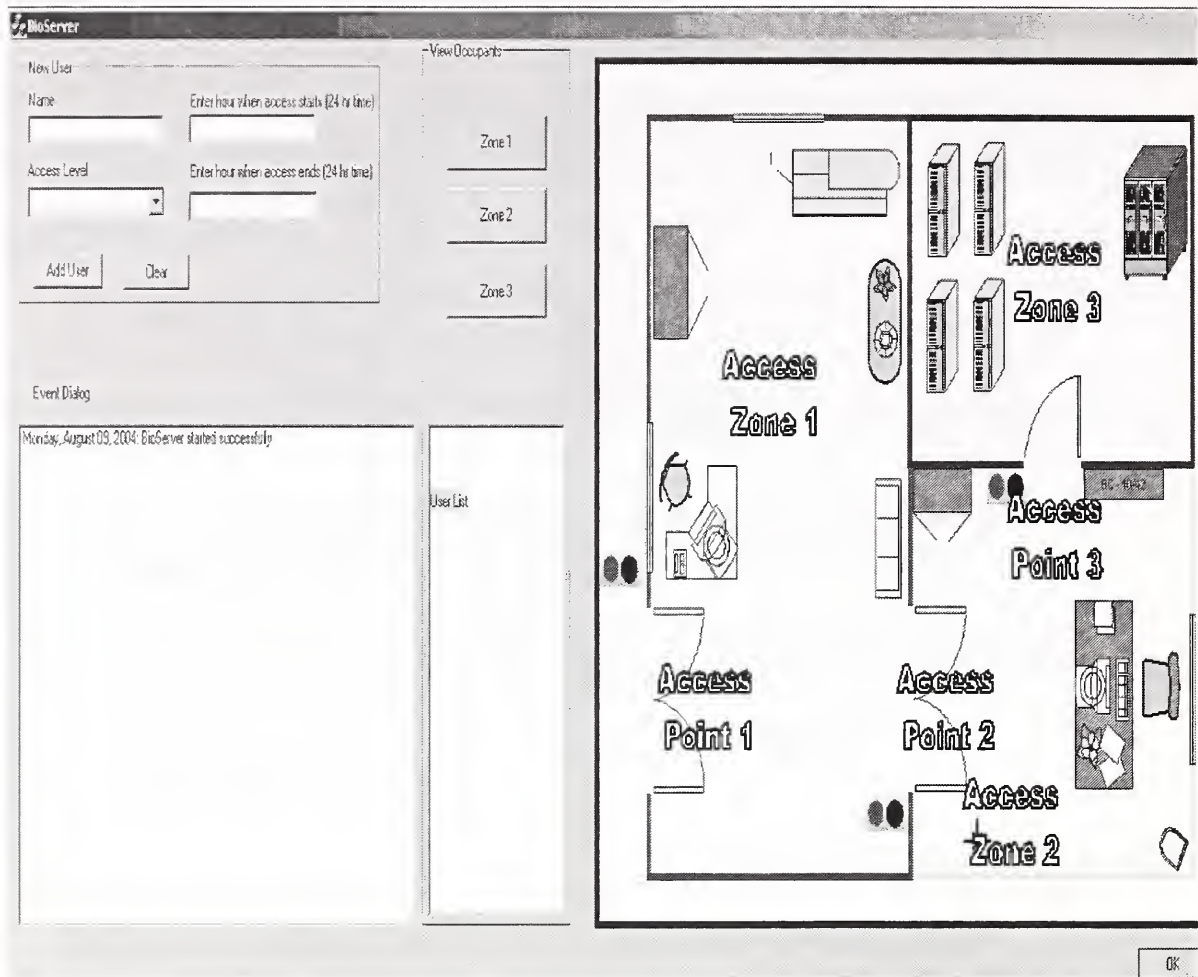 BioServer
New User
Name
Enter hour when access starts (24 hr time)
Access Level
Enter hour when access ends (24 hr time)
Add User
Clear
View Occupants
Zone 1
Zone 2
Zone 3
Event Dialog
Monday, August 09, 2004: BioServer started successfully
User List
Access
Zone 1
Access
Zone 3
Access
Point 3
Access
Point 1
Access
Point 2
Access
Zone 2
OK